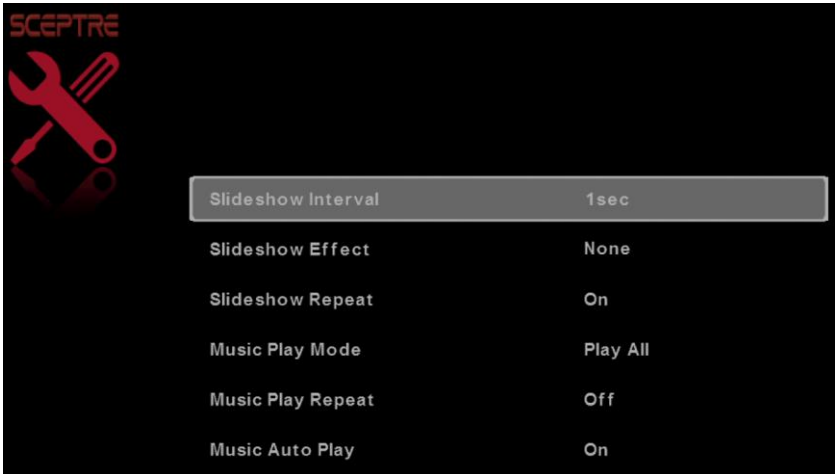 SCEPTRE
Slideshow Interval 1sec
Slideshow Effect None
Slideshow Repeat On
Music Play Mode Play All
Music Play Repeat Off
Music Auto Play On